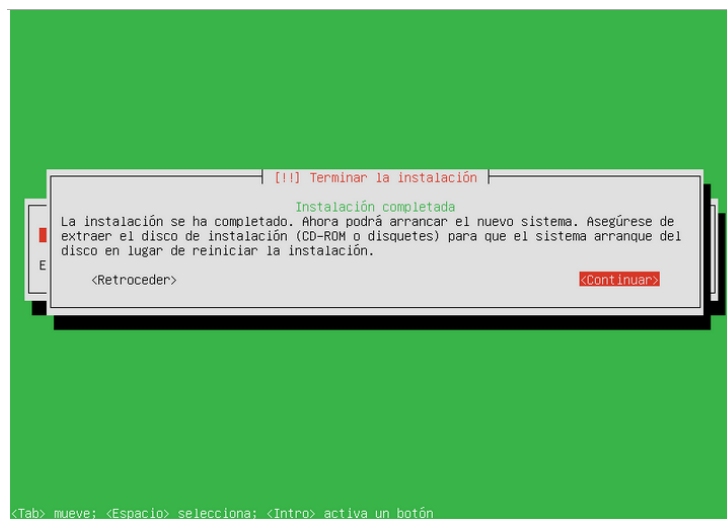 [!!] Terminar la instalación
Instalación completada
La instalación se ha completado. Ahora podrá arrancar el nuevo sistema. Asegúrese de
extraer el disco de instalación (CD-ROM o disquetes) para que el sistema arranque del
disco en lugar de reiniciar la instalación.
E
<Retroceder> <Continuar>
<Tab> mueve; <Espacio> selecciona; <Intro> activa un botón